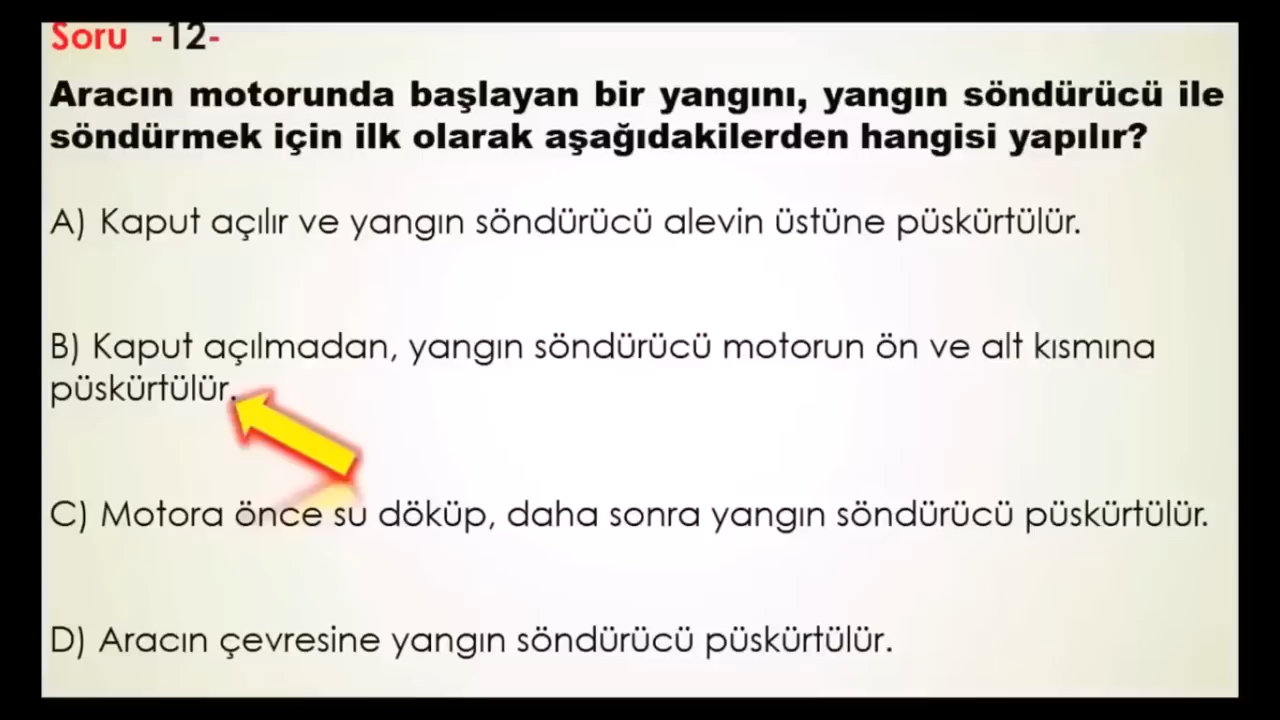 Soru -12-
Aracın motorunda başlayan bir yangını, yangın söndürücü ile
söndürmek için ilk olarak aşağıdakilerden hangisi yapılır?
A) Kaput açılır ve yangın söndürücü alevin üstüne püskürtülür.
B) Kaput açılmadan, yangın söndürücü motorun ön ve alt kısmına
püskürtülür.
C) Motora önce su döküp, daha sonra yangın söndürücü püskürtülür.
D) Aracın çevresine yangın söndürücü püskürtülür.